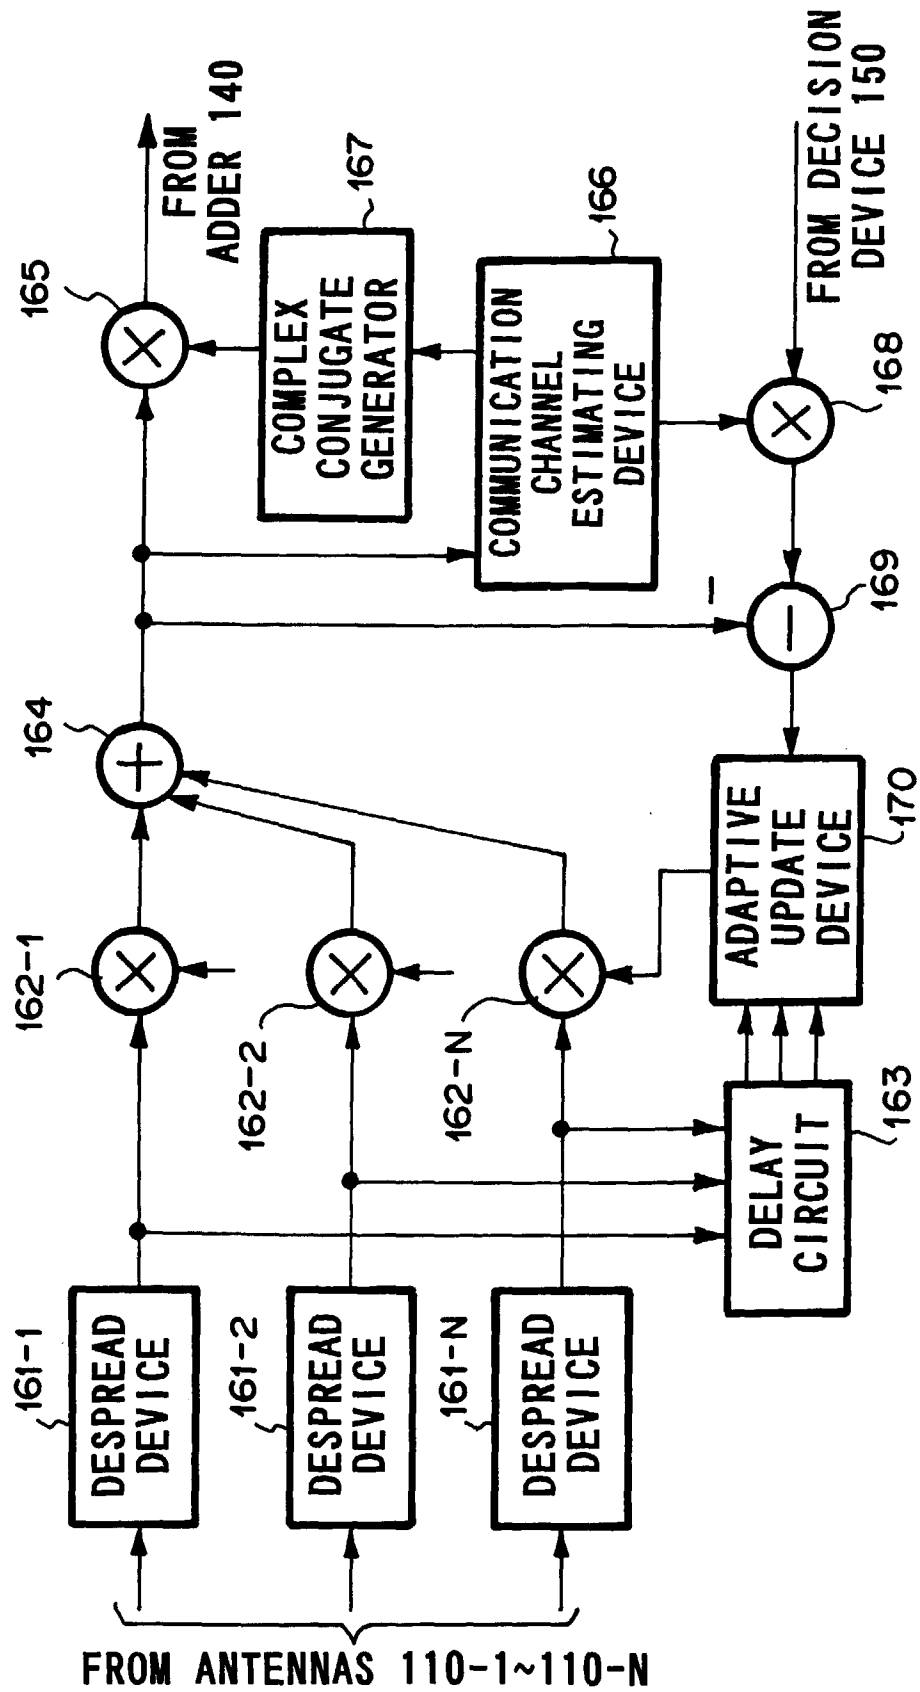 FROM ANTENNAS 110-1~110-N
161-1
DESPREAD
DEVICE
161-2
DESPREAD
DEVICE
161-N
DESPREAD
DEVICE
162-1
162-2
162-N
DELAY
CIRCUIT
163
164
ADAPTIVE
UPDATE
DEVICE
170
165
FROM
ADDER 140
COMPLEX
CONJUGATE
GENERATOR
167
COMMUNICATION
CHANNEL
ESTIMATING
DEVICE
166
−
169
168
FROM DECISION
DEVICE 150